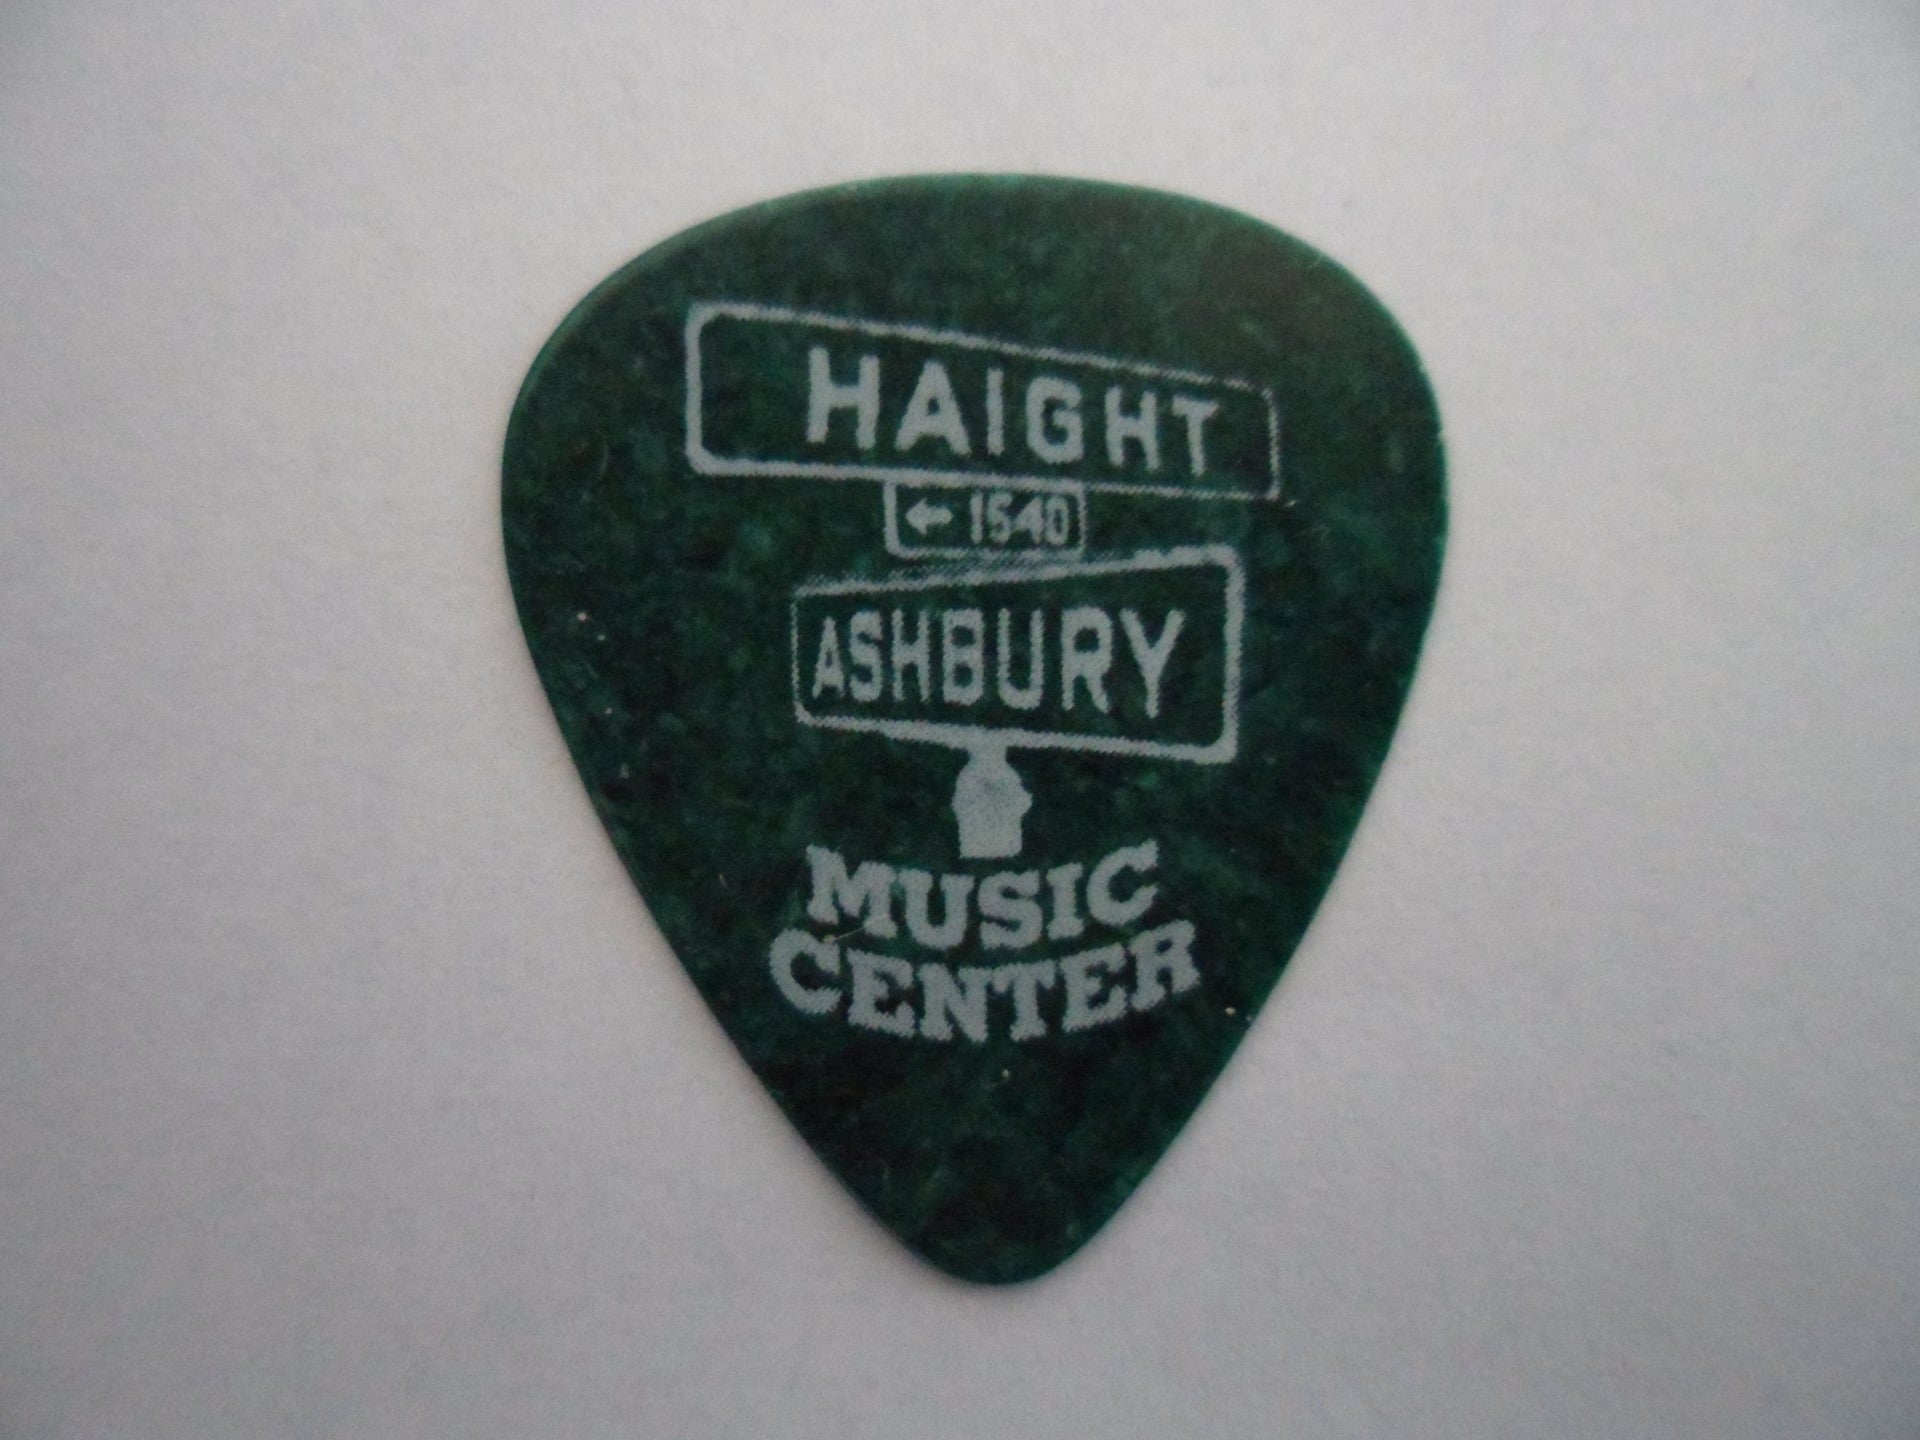 HAIGHT
← 1540
ASHBURY
MUSIC
CENTER